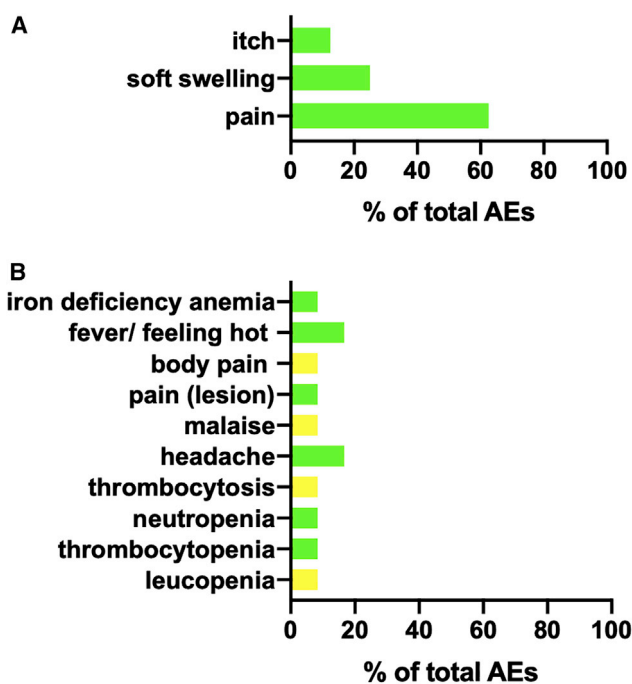 A
itch
soft swelling
pain
0 20 40 60 80 100
% of total AEs
B
iron deficiency anemia
fever/ feeling hot
body pain
pain (lesion)
malaise
headache
thrombocytosis
neutropenia
thrombocytopenia
leucopenia
0 20 40 60 80 100
% of total AEs